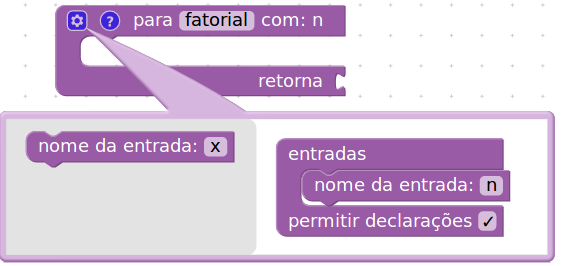 ? para fatorial com: n
retorna
nome da entrada: x
entradas
nome da entrada: n
permitir declarações ✓